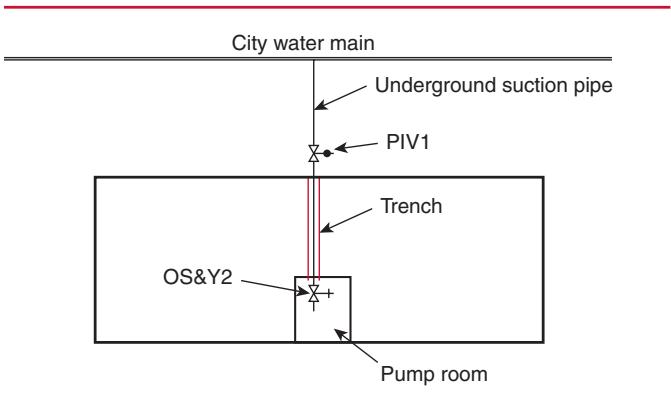 City water main
Underground suction pipe
PIV1
Trench
OS&Y2
Pump room